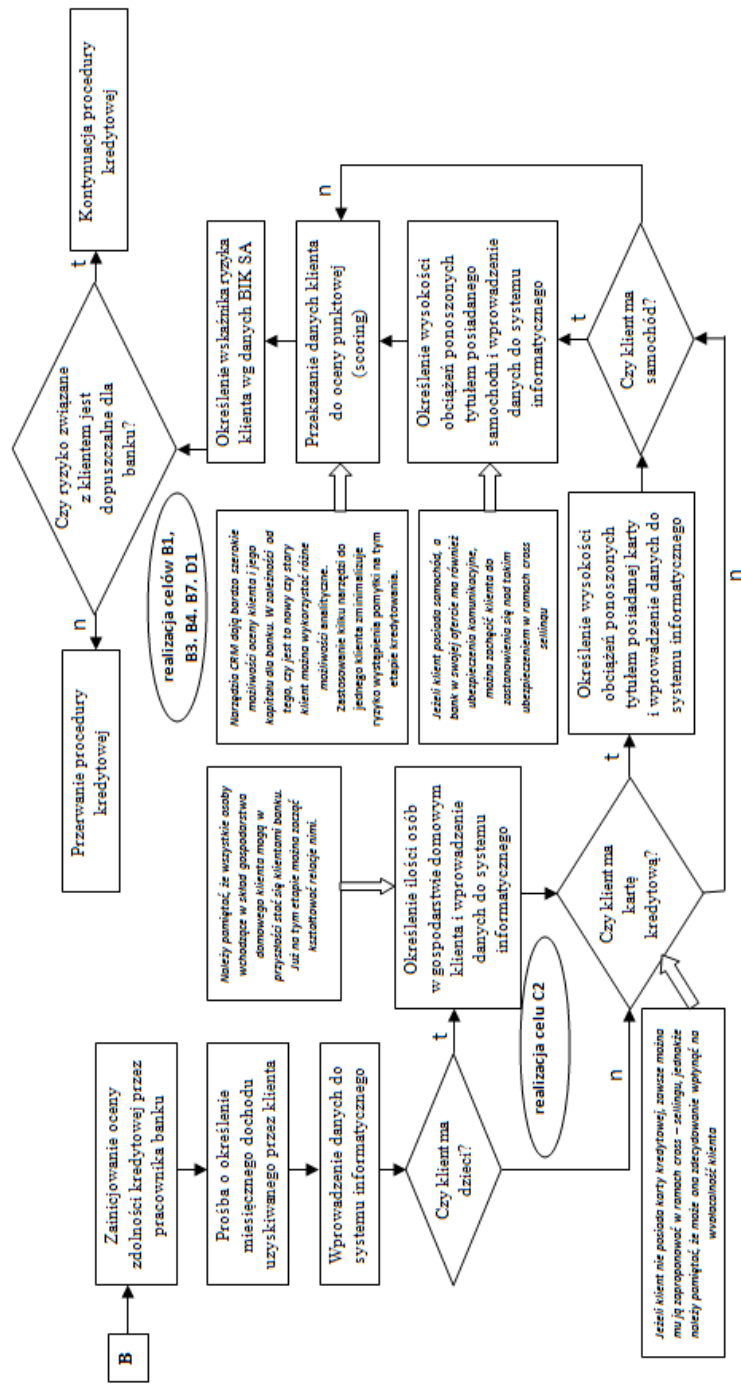 B
Zainicjowanie oceny
zdolności kredytowej przez
pracownika banku
Prośba o określenie
miesięcznego dochodu
uzyskiwanego przez klienta
Wprowadzenie danych do
systemu informatycznego
Czy klient ma
dzieci?
t
n
realizacja celu C2
Należy pamiętać, że wszystkie osoby
wchodzące w skład gospodarstwa
domowego klienta mogą w
przyszłości stać się klientami banku.
Już na tym etapie można zacząć
kształtować relacje nimi.
Określenie ilości osób
w gospodarstwie domowym
klienta i wprowadzenie
danych do systemu
informatycznego
Czy klient ma
kartę
kredytową?
t
n
Jeżeli klient nie posiada karty kredytowej, zawsze można
mu ją zaproponować w ramach cross – sellingu, jednakże
należy pamiętać, że może ona zdecydowanie wpłynąć na
wypłacalność klienta
Określenie wysokości
obciążeń ponoszonych
tytułem posiadanej karty
i wprowadzenie danych do
systemu informatycznego
Czy klient ma
samochód?
t
n
Określenie wysokości
obciążeń ponoszonych
tytułem posiadanego
samochodu i wprowadzenie
danych do systemu
informatycznego
Jeżeli klient posiada samochód, a
bank w swojej ofercie ma również
ubezpieczenia komunikacyjne,
można zachęcić klienta do
zastanowienia się nad takim
ubezpieczeniem w ramach cross
sellingu
Przekazanie danych klienta
do oceny punktowej
(scoring)
Narzędzia CRM dają bardzo szerokie
możliwości oceny klienta i jego
kapitału dla banku. W zależności od
tego, czy jest to nowy czy stary
klient można wykorzystać różne
możliwości analityczne.
Zastosowanie kilku narzędzi do
jednego klienta zminimalizuje
ryzyko wystąpienia pomyłki na tym
etapie kredytowania.
Określenie wskaźnika ryzyka
klienta wg danych BIK SA
realizacja celów B1,
B3, B4, B7, D1
Czy ryzyko związane
z klientem jest
dopuszczalne dla
banku?
n
t
Przerwanie procedury
kredytowej
Kontynuacja procedury
kredytowej